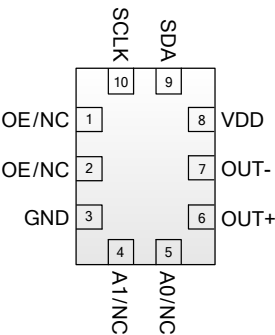 SCLK SDA
10 9
OE/NC 1 8 VDD
OE/NC 2 7 OUT-
GND 3 6 OUT+
4 5
A1/NC A0/NC